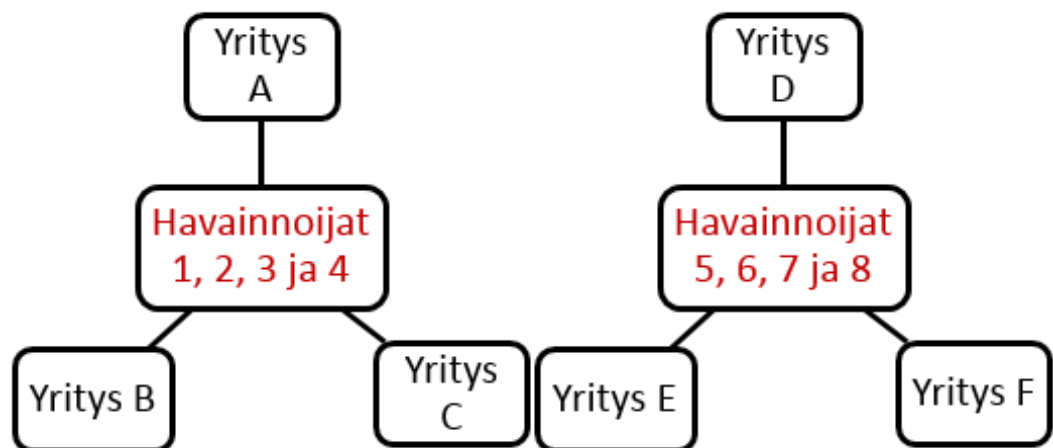 Yritys
A
Yritys
D
Havainnoijat
1, 2, 3 ja 4
Havainnoijat
5, 6, 7 ja 8
Yritys B
Yritys
C
Yritys E
Yritys F